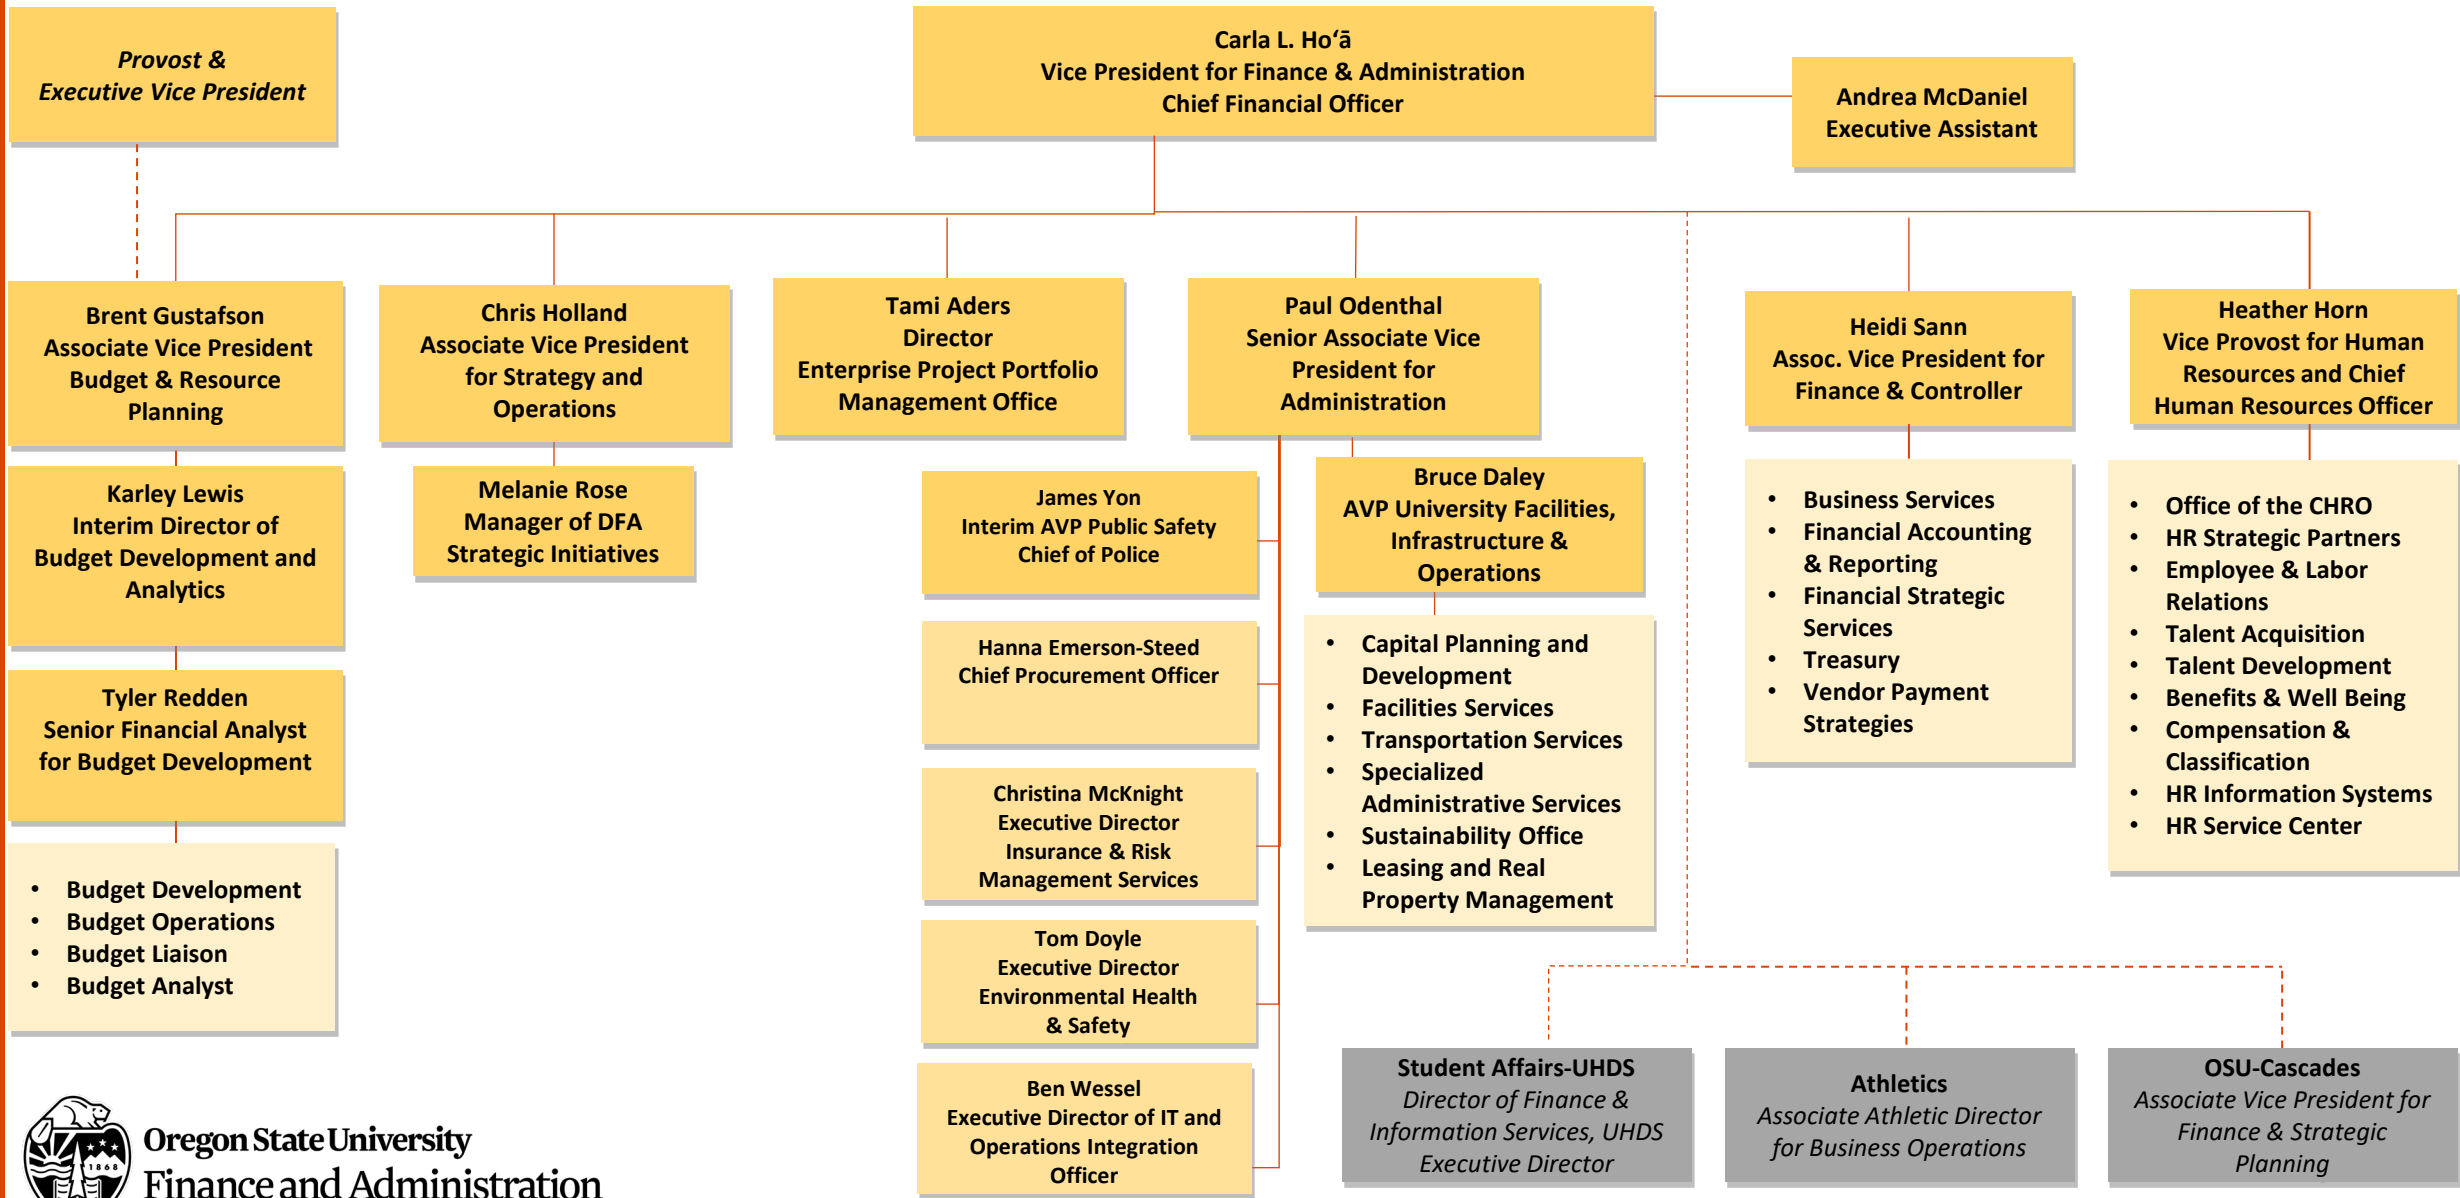 Provost &
Executive Vice President
Carla L. Hoʻā
Vice President for Finance & Administration
Chief Financial Officer
Andrea McDaniel
Executive Assistant
Brent Gustafson
Associate Vice President
Budget & Resource
Planning
Chris Holland
Associate Vice President
for Strategy and
Operations
Tami Aders
Director
Enterprise Project Portfolio
Management Office
Paul Odenthal
Senior Associate Vice
President for
Administration
Heidi Sann
Assoc. Vice President for
Finance & Controller
Heather Horn
Vice Provost for Human
Resources and Chief
Human Resources Officer
Karley Lewis
Interim Director of
Budget Development and
Analytics
Melanie Rose
Manager of DFA
Strategic Initiatives
James Yon
Interim AVP Public Safety
Chief of Police
Bruce Daley
AVP University Facilities,
Infrastructure &
Operations
• Business Services
• Financial Accounting
& Reporting
• Financial Strategic
Services
• Treasury
• Vendor Payment
Strategies
• Office of the CHRO
• HR Strategic Partners
• Employee & Labor
Relations
• Talent Acquisition
• Talent Development
• Benefits & Well Being
• Compensation &
Classification
• HR Information Systems
• HR Service Center
Tyler Redden
Senior Financial Analyst
for Budget Development
Hanna Emerson-Steed
Chief Procurement Officer
• Capital Planning and
Development
• Facilities Services
• Transportation Services
• Specialized
Administrative Services
• Sustainability Office
• Leasing and Real
Property Management
Christina McKnight
Executive Director
Insurance & Risk
Management Services
• Budget Development
• Budget Operations
• Budget Liaison
• Budget Analyst
Tom Doyle
Executive Director
Environmental Health
& Safety
Ben Wessel
Executive Director of IT and
Operations Integration
Officer
Student Affairs-UHDS
Director of Finance &
Information Services, UHDS
Executive Director
Athletics
Associate Athletic Director
for Business Operations
OSU-Cascades
Associate Vice President for
Finance & Strategic
Planning
1868
Oregon State University
Finance and Administration